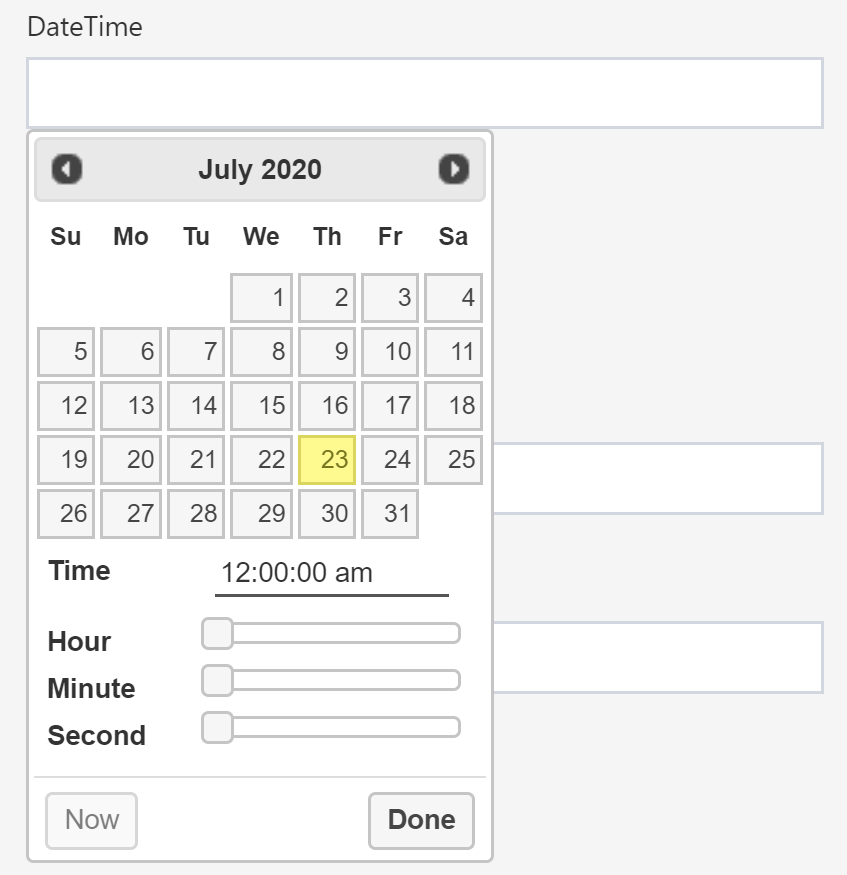 DateTime
July 2020
Su Mo Tu We Th Fr Sa
1 2 3 4
5 6 7 8 9 10 11
12 13 14 15 16 17 18
19 20 21 22 23 24 25
26 27 28 29 30 31
Time 12:00:00 am
Hour
Minute
Second
Now Done